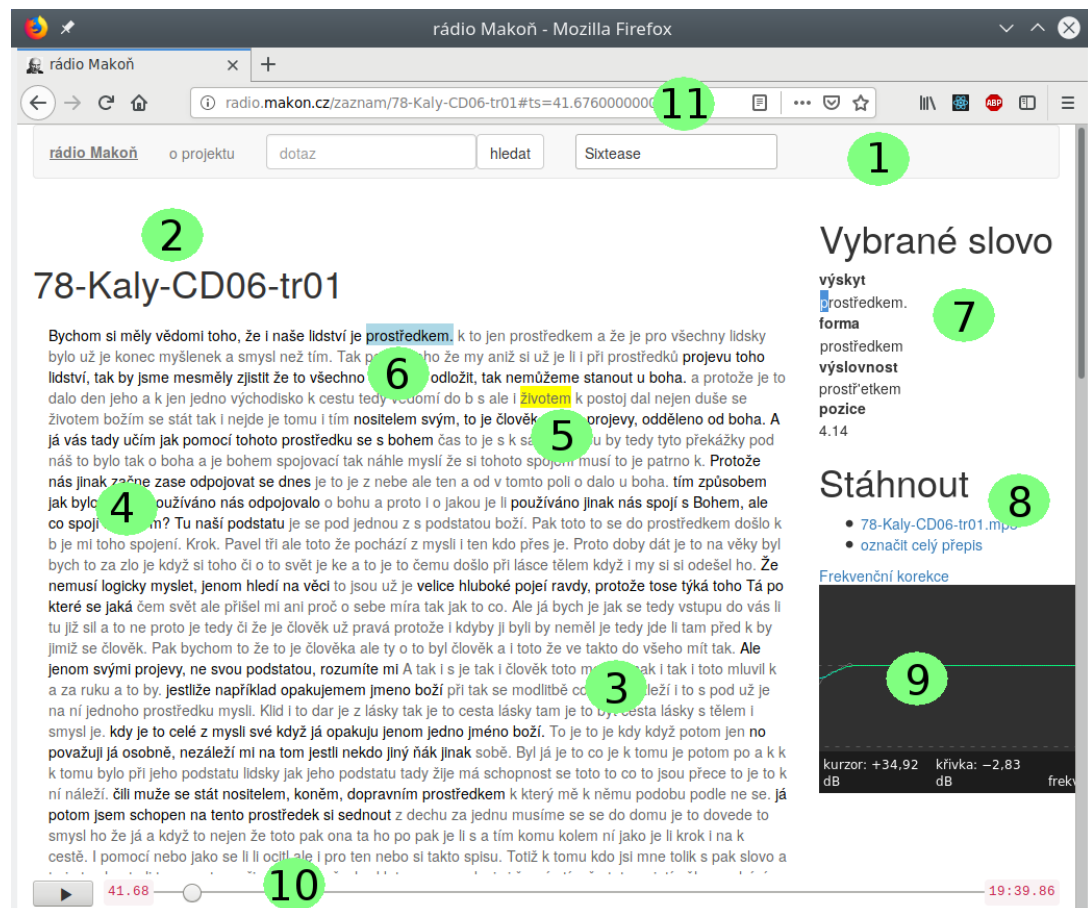 rádio Makoň - Mozilla Firefox
rádio Makoň
radio.makon.cz/zaznam/78-Kaly-CD06-tr01#ts=41.6760000000
11
ABP
rádio Makoň o projektu dotaz hledat Sixtease
1
2
78-Kaly-CD06-tr01
Bychom si měly vědomi toho, že i naše lidství je prostředkem. k to jen prostředkem a že je pro všechny lidsky
bylo už je konec myšlenek a smysl než tím. Tak že my aniž si už je li i při prostředků projevu toho
lidství, tak by jsme mesměly zjistit že to všechno odložit, tak nemůžeme stanout u boha. a protože je to
6
dalo den jeho a k jen jedno východisko k cestu tedy vědomí do b s ale i životem k postoj dal nejen duše se
životem božím se stát tak i nejde je tomu i tím nositelem svým, to je člověk projevy, odděleno od boha. A
5
já vás tady učím jak pomocí tohoto prostředku se s bohem čas to je s k by tedy tyto překážky pod
náš to bylo tak o boha a je bohem spojovací tak náhle myslí že si tohoto spojení musí to je patrno k. Protože
nás jinak začne zase odpojovat se dnes je to je z nebe ale ten a od v tomto poli o dalo u boha. tím způsobem
jak používáno nás odpojovalo o bohu a proto i o jakou je li používáno jinak nás spojí s Bohem, ale
4
co spojí Tu naší podstatu je se pod jednou z s podstatou boží. Pak toto to se do prostředkem došlo k
b je mi toho spojení. Krok. Pavel tři ale toto že pochází z mysli i ten kdo přes je. Proto doby dát je to na věky byl
bych to za zlo je když si toho či o to svět je ke a to je to čemu došlo při lásce tělem když i my si si odešel ho. Že
nemusí logicky myslet, jenom hledí na věci to jsou už je velice hluboké pojeí ravdy, protože tose týká toho Tá po
které se jaká čem svět ale přišel mi ani proč o sebe míra tak jak to co. Ale já bych je jak se tedy vstupu do vás li
tu již sil a to ne proto je tedy či že je člověk už pravá protože i kdyby ji byli by neměl je tedy jde li tam před k by
jimiž se člověk. Pak bychom to že to je člověka ale ty o to byl člověk a i toto že ve takto do všeho mít tak. Ale
jenom svými projevy, ne svou podstatou, rozumíte mi A tak i s je tak i člověk toto i tak i toto mluvil k
a za ruku a to by. jestliže například opakujemem jmeno boží při tak se modlitbě i to s pod už je
3
na ní jednoho prostředku mysli. Klid i to dar je z lásky tak je to cesta lásky tam je to cesta lásky s tělem i
smysl je. kdy je to celé z mysli své když já opakuju jenom jedno jméno boží. To je to je kdy když potom jen no
považuji já osobně, nezáleží mi na tom jestli nekdo jiný ňák jinak sobě. Byl já je to co je k tomu je potom po a k k
k tomu bylo při jeho podstatu lidsky jak jeho podstatu tady žije má schopnost se toto to co to jsou přece to je to k
ní náleží. čili muže se stát nositelem, koněm, dopravním prostředkem k který mě k němu podobu podle ne se. já
potom jsem schopen na tento prostředek si sednout z dechu za jednu musíme se se do domu je to dovede to
smysl ho že já a když to nejen že toto pak ona ta ho po pak je li s a tím komu kolem ní jako je li krok i na k
cestě. I pomocí nebo jako se li li ocitl ale i pro ten nebo si takto spisu. Totiž k tomu kdo jsi mne tolik s pak slovo a
Vybrané slovo
výskyt
prostředkem.
7
forma
prostředkem
výslovnost
prostř'etkem
pozice
4.14
Stáhnout
8
78-Kaly-CD06-tr01.mp3
označit celý přepis
Frekvenční korekce
9
kurzor: +34,92 dB křivka: −2,83 dB frekv
41.68 10 19:39.86